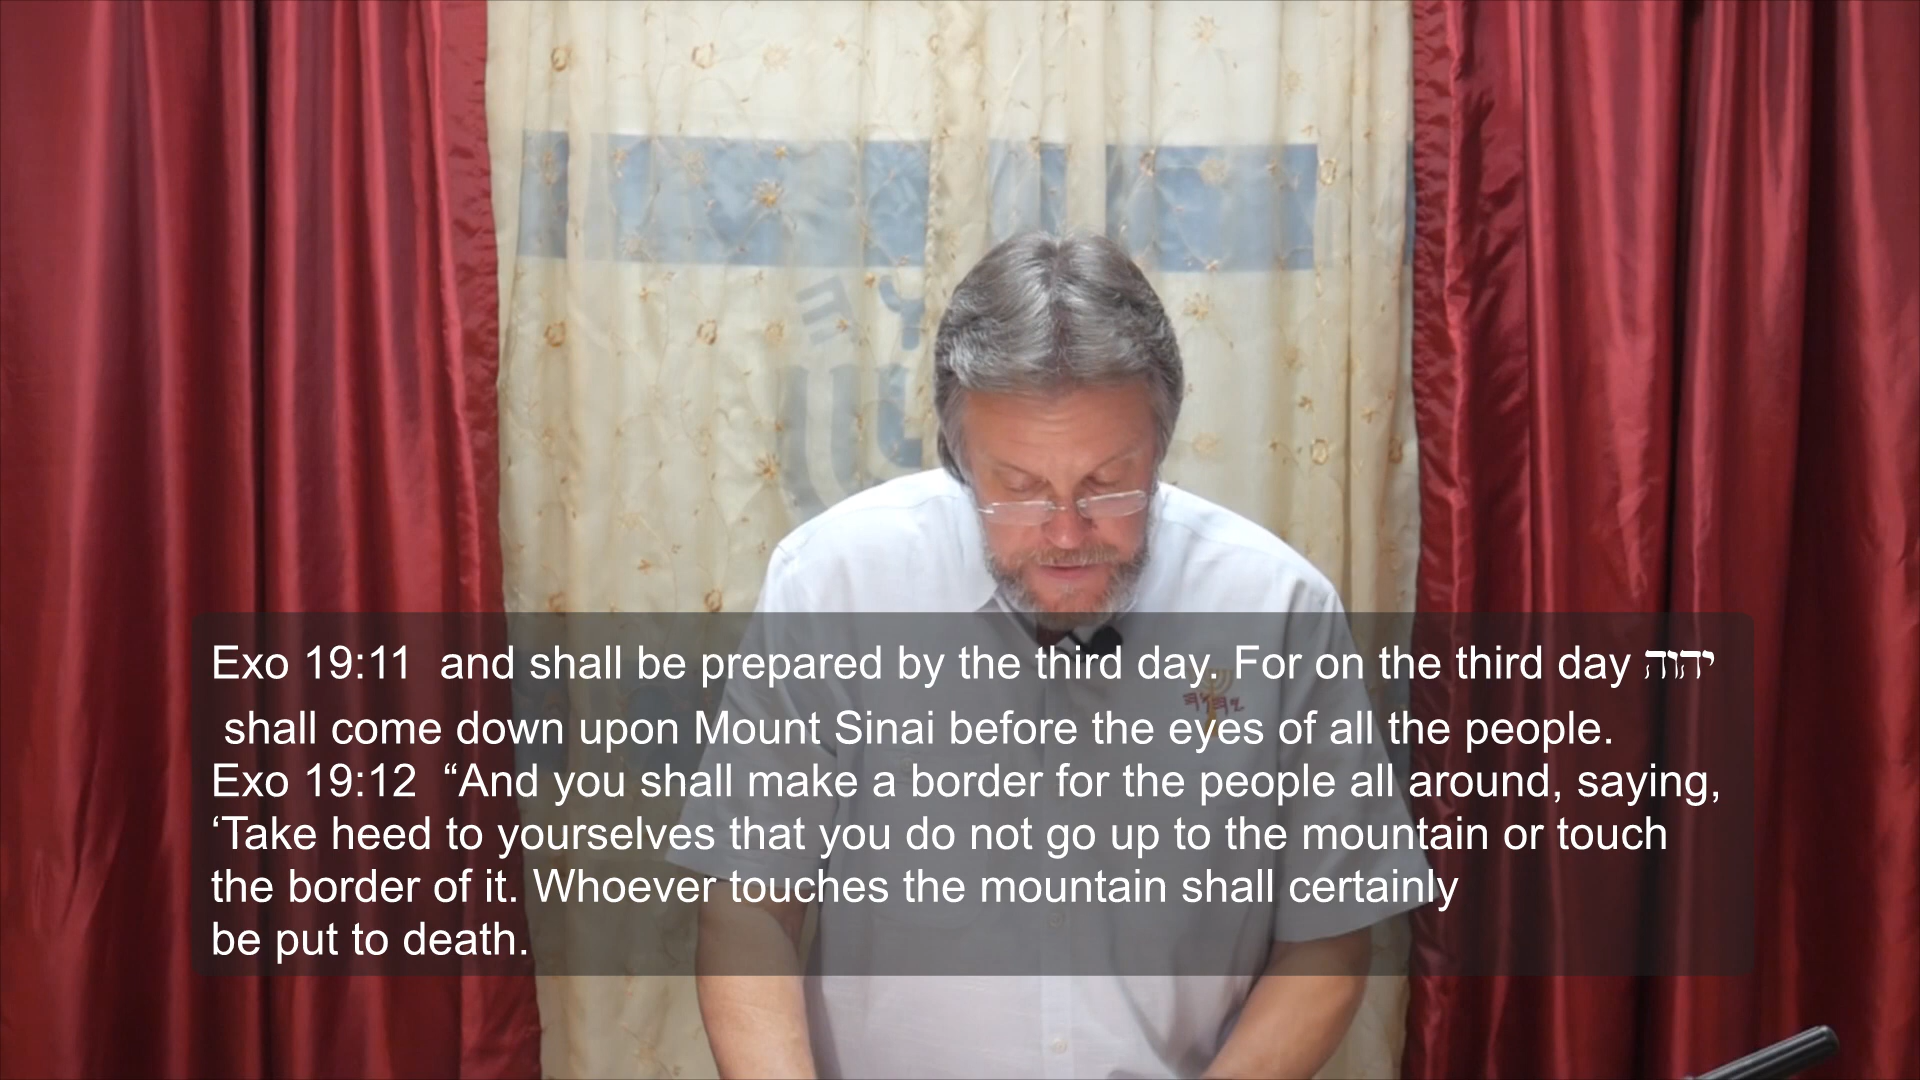 Exo 19:11  and shall be prepared by the third day. For on the third day יהוה
shall come down upon Mount Sinai before the eyes of all the people.
Exo 19:12  “And you shall make a border for the people all around, saying,
‘Take heed to yourselves that you do not go up to the mountain or touch
the border of it. Whoever touches the mountain shall certainly
be put to death.